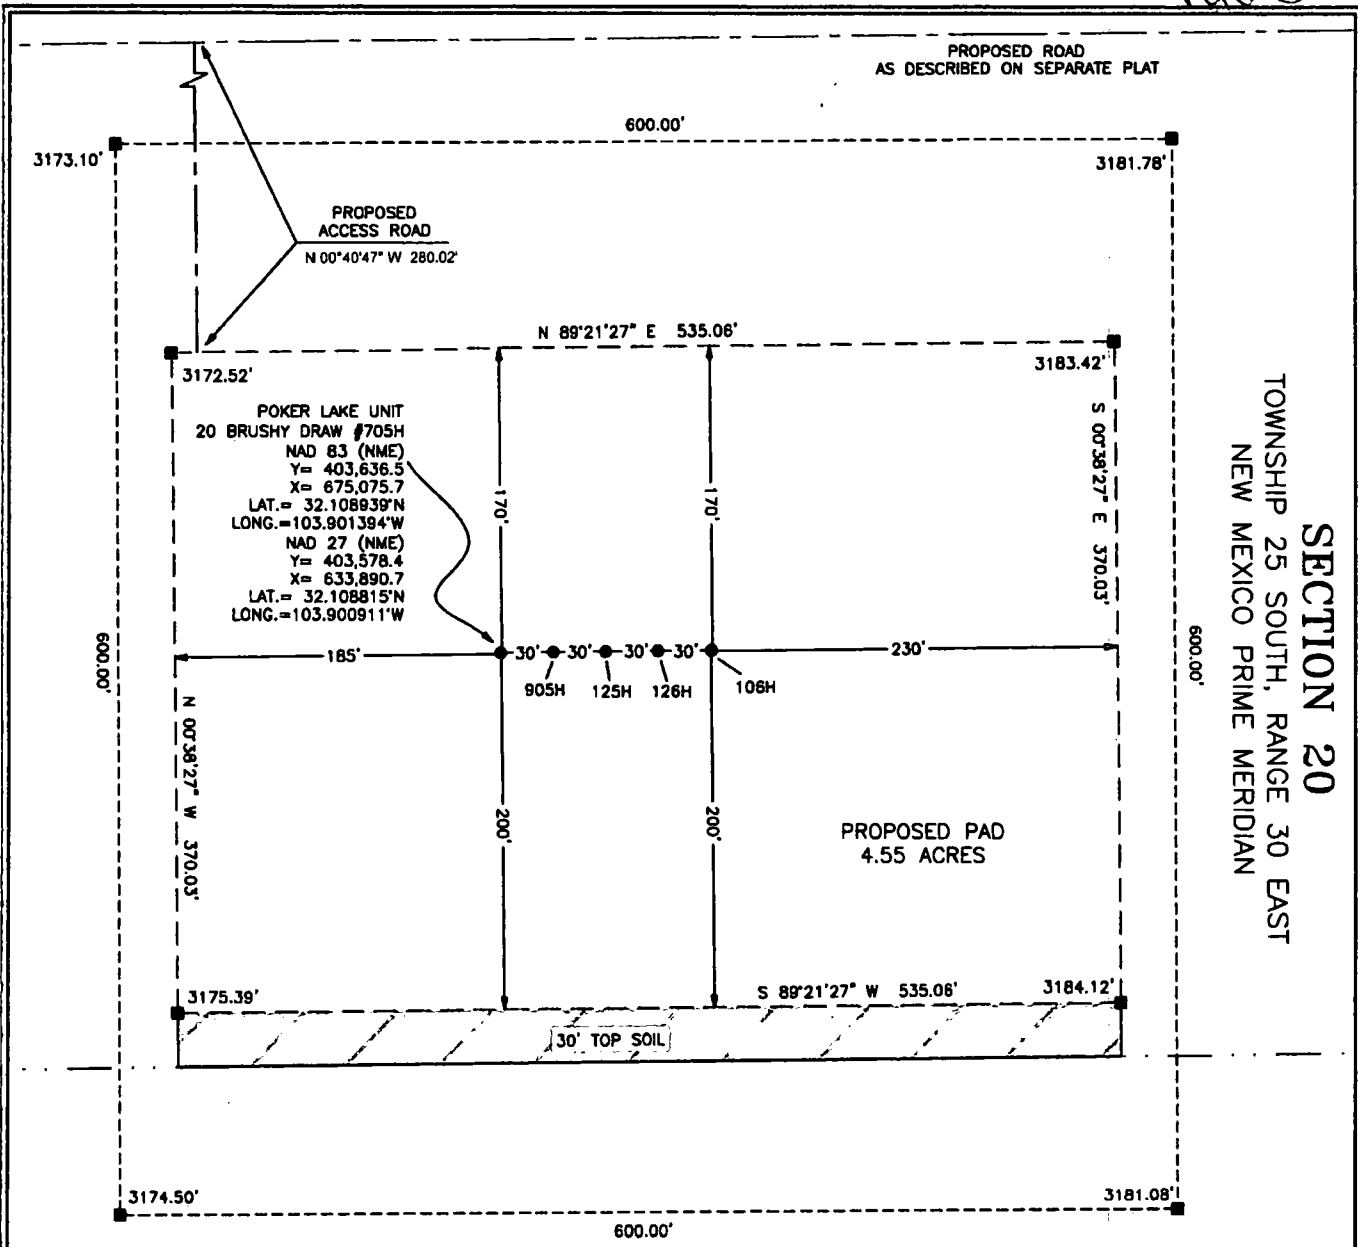 PROPOSED ROAD
AS DESCRIBED ON SEPARATE PLAT
600.00'
3173.10'
3181.78'
PROPOSED
ACCESS ROAD
N 00°40'47" W 280.02'
N 89°21'27" E 535.06'
3172.52'
3183.42'
POKER LAKE UNIT
20 BRUSHY DRAW #705H
NAD 83 (NME)
Y= 403,636.5
X= 675,075.7
LAT.= 32.108939°N
LONG.=103.901394°W
NAD 27 (NME)
Y= 403,578.4
X= 633,890.7
LAT.= 32.108815°N
LONG.=103.900911°W
170'
170'
S 00°38'27" E 370.03'
SECTION 20
TOWNSHIP 25 SOUTH, RANGE 30 EAST
NEW MEXICO PRIME MERIDIAN
600.00'
600.00'
185'
30'
30'
30'
30'
230'
905H
125H
126H
106H
N 00°38'27" W 370.03'
200'
200'
PROPOSED PAD
4.55 ACRES
3175.39'
S 89°21'27" W 535.06'
3184.12'
30' TOP SOIL
3174.50'
3181.08'
600.00'